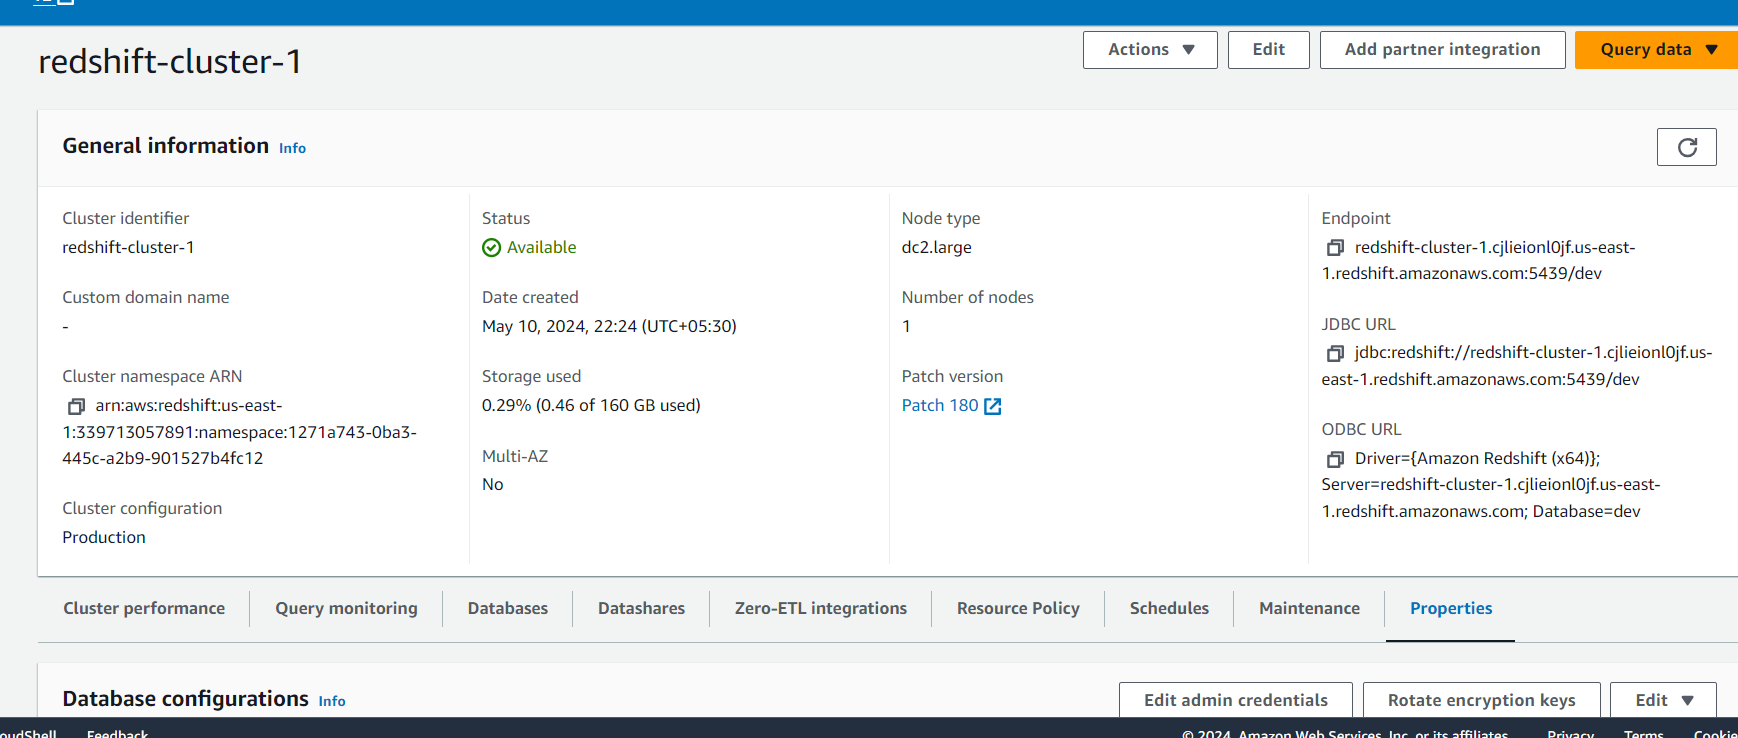 redshift-cluster-1
Actions
Edit
Add partner integration
Query data
General information Info
Cluster identifier
redshift-cluster-1
Custom domain name
-
Cluster namespace ARN
arn:aws:redshift:us-east-
1:339713057891:namespace:1271a743-0ba3-
445c-a2b9-901527b4fc12
Cluster configuration
Production
Status
Available
Date created
May 10, 2024, 22:24 (UTC+05:30)
Storage used
0.29% (0.46 of 160 GB used)
Multi-AZ
No
Node type
dc2.large
Number of nodes
1
Patch version
Patch 180
Endpoint
redshift-cluster-1.cjlieionl0jf.us-east-
1.redshift.amazonaws.com:5439/dev
JDBC URL
jdbc:redshift://redshift-cluster-1.cjlieionl0jf.us-
east-1.redshift.amazonaws.com:5439/dev
ODBC URL
Driver={Amazon Redshift (x64)};
Server=redshift-cluster-1.cjlieionl0jf.us-east-
1.redshift.amazonaws.com; Database=dev
Cluster performance
Query monitoring
Databases
Datashares
Zero-ETL integrations
Resource Policy
Schedules
Maintenance
Properties
Database configurations Info
Edit admin credentials
Rotate encryption keys
Edit
oudShell
Feedback
© 2024, Amazon Web Services, Inc. or its affiliates.
Privacy
Terms
Cookie